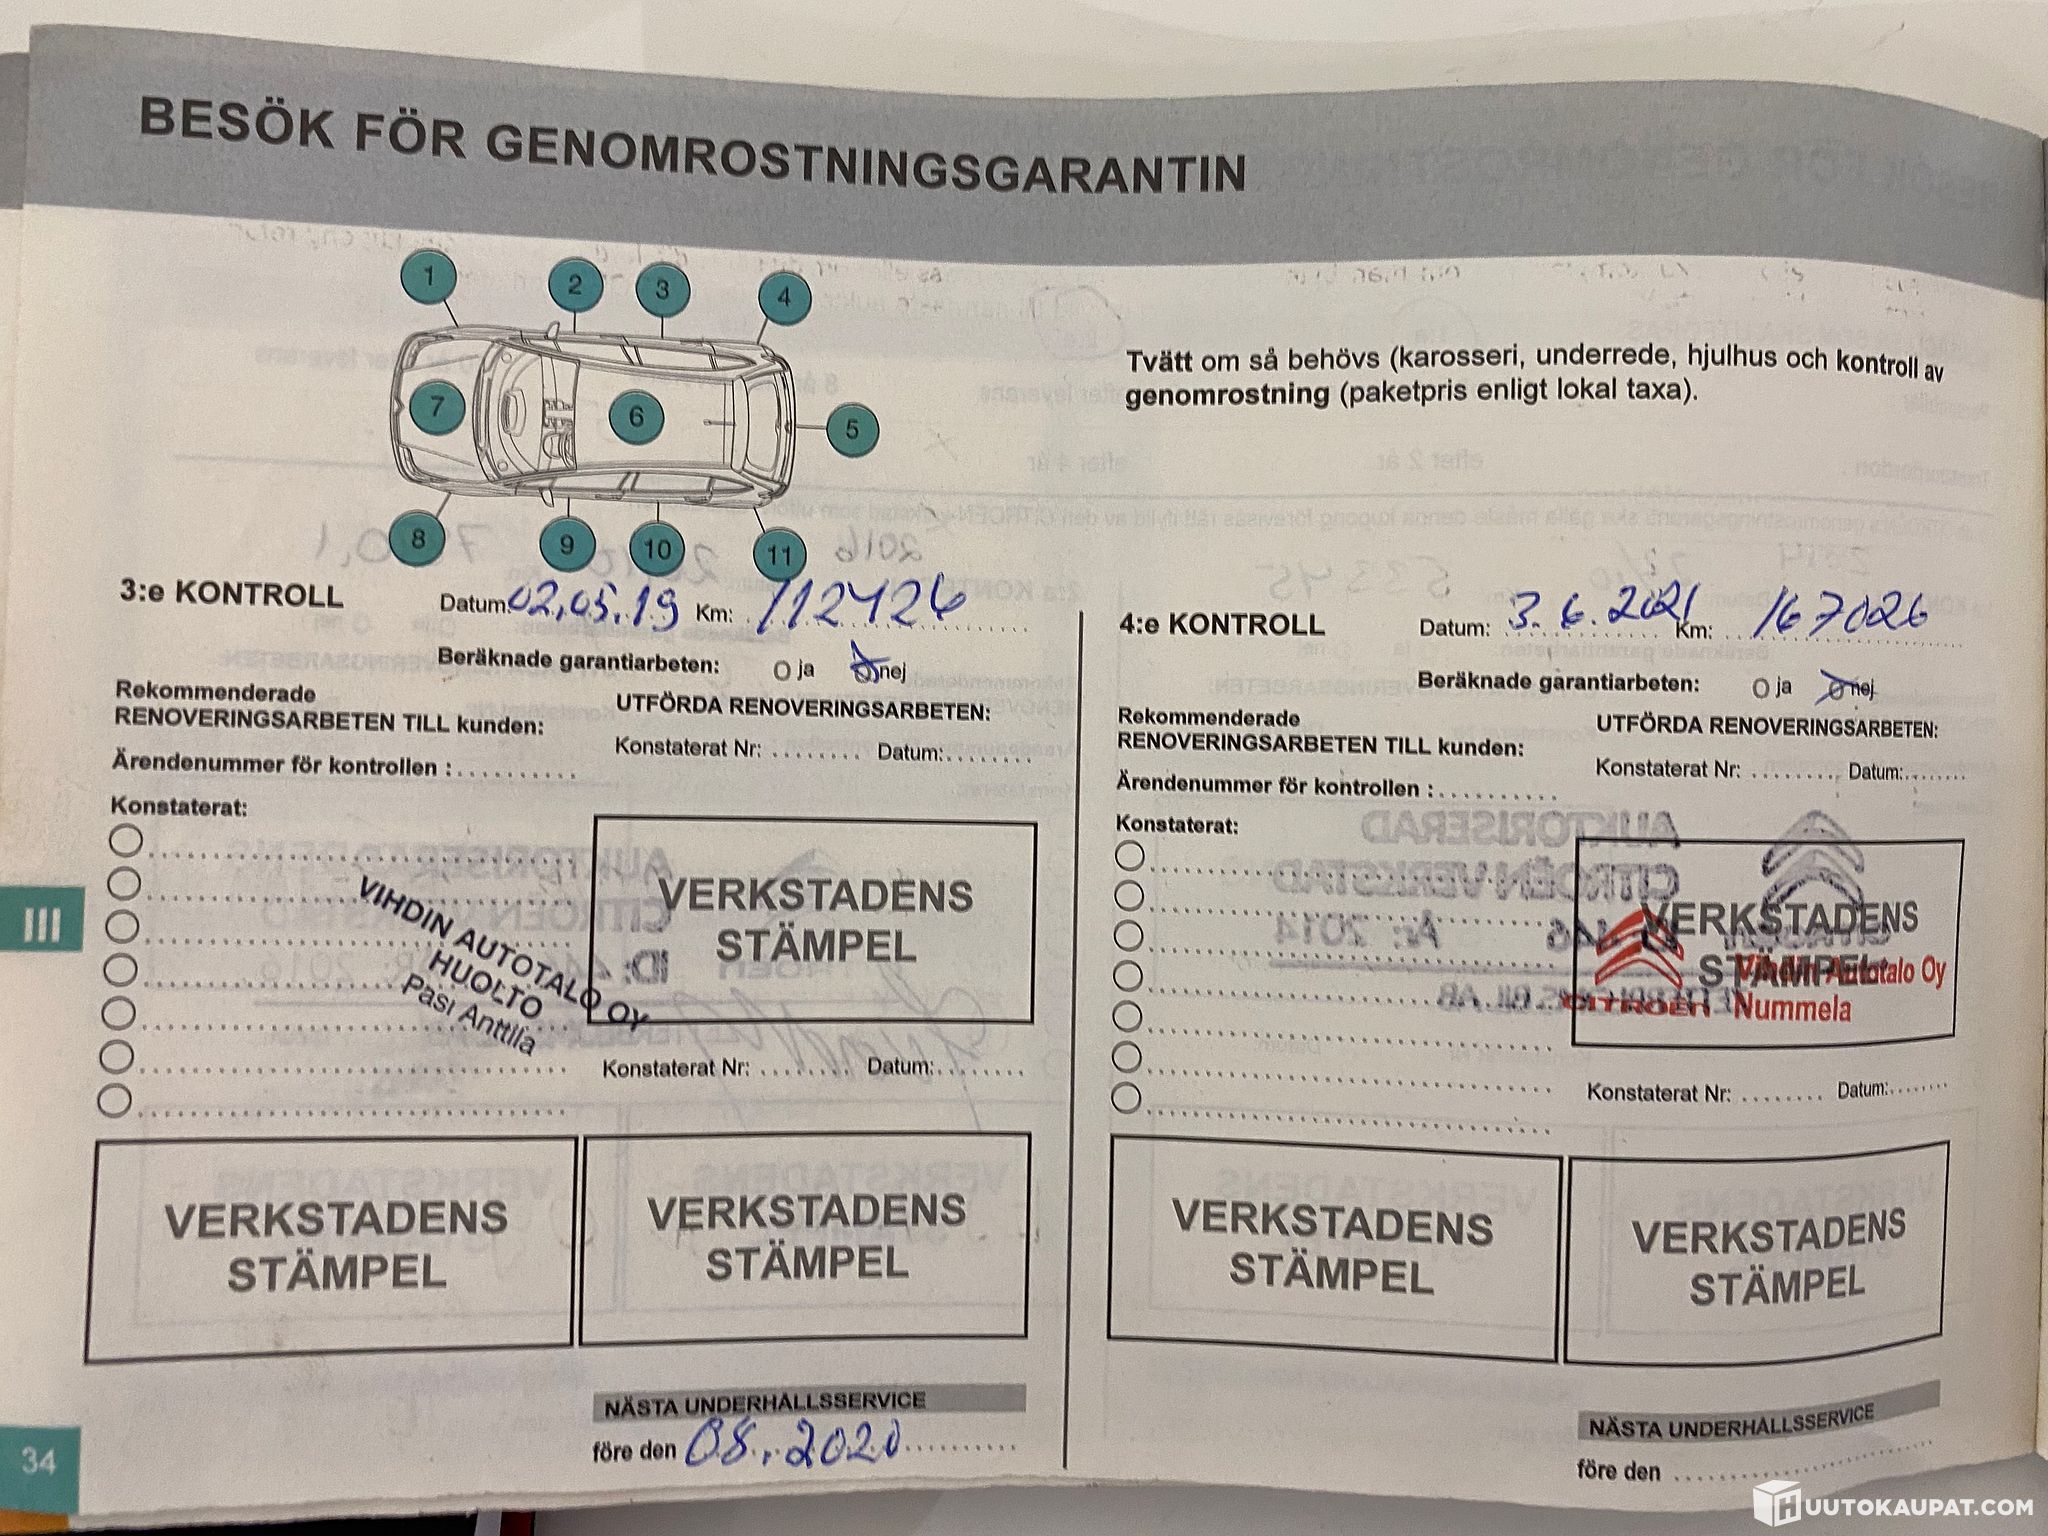 BESÖK FÖR GENOMROSTNINGSGARANTIN
1
2
3
4
7
6
5
8
9
10
11
Tvätt om så behövs (karosseri, underrede, hjulhus och kontroll av
genomrostning (paketpris enligt lokal taxa).
3:e KONTROLL
Datum: 02.05.19 Km: 112426
Beräknade garantiarbeten: ja nej
Rekommenderade
RENOVERINGSARBETEN TILL kunden:
UTFÖRDA RENOVERINGSARBETEN:
Konstaterat Nr: Datum:
Ärendenummer för kontrollen :
Konstaterat:
VERKSTADENS
STÄMPEL
VIHDIN AUTOTALO OY
HUOLTO
Pasi Anttila
Konstaterat Nr: Datum:
VERKSTADENS
STÄMPEL
VERKSTADENS
STÄMPEL
NÄSTA UNDERHÅLLSSERVICE
före den 05.2020
4:e KONTROLL
Datum: 3.6.2021 Km: 167026
Beräknade garantiarbeten: ja nej
Rekommenderade
RENOVERINGSARBETEN TILL kunden:
UTFÖRDA RENOVERINGSARBETEN:
Konstaterat Nr: Datum:
Ärendenummer för kontrollen :
Konstaterat:
VERKSTADENS
STÄMPEL
Vihdin Autotalo Oy
CITROËN Nummela
Konstaterat Nr: Datum:
VERKSTADENS
STÄMPEL
VERKSTADENS
STÄMPEL
NÄSTA UNDERHÅLLSSERVICE
före den
III
34
HUUTOKAUPAT.COM